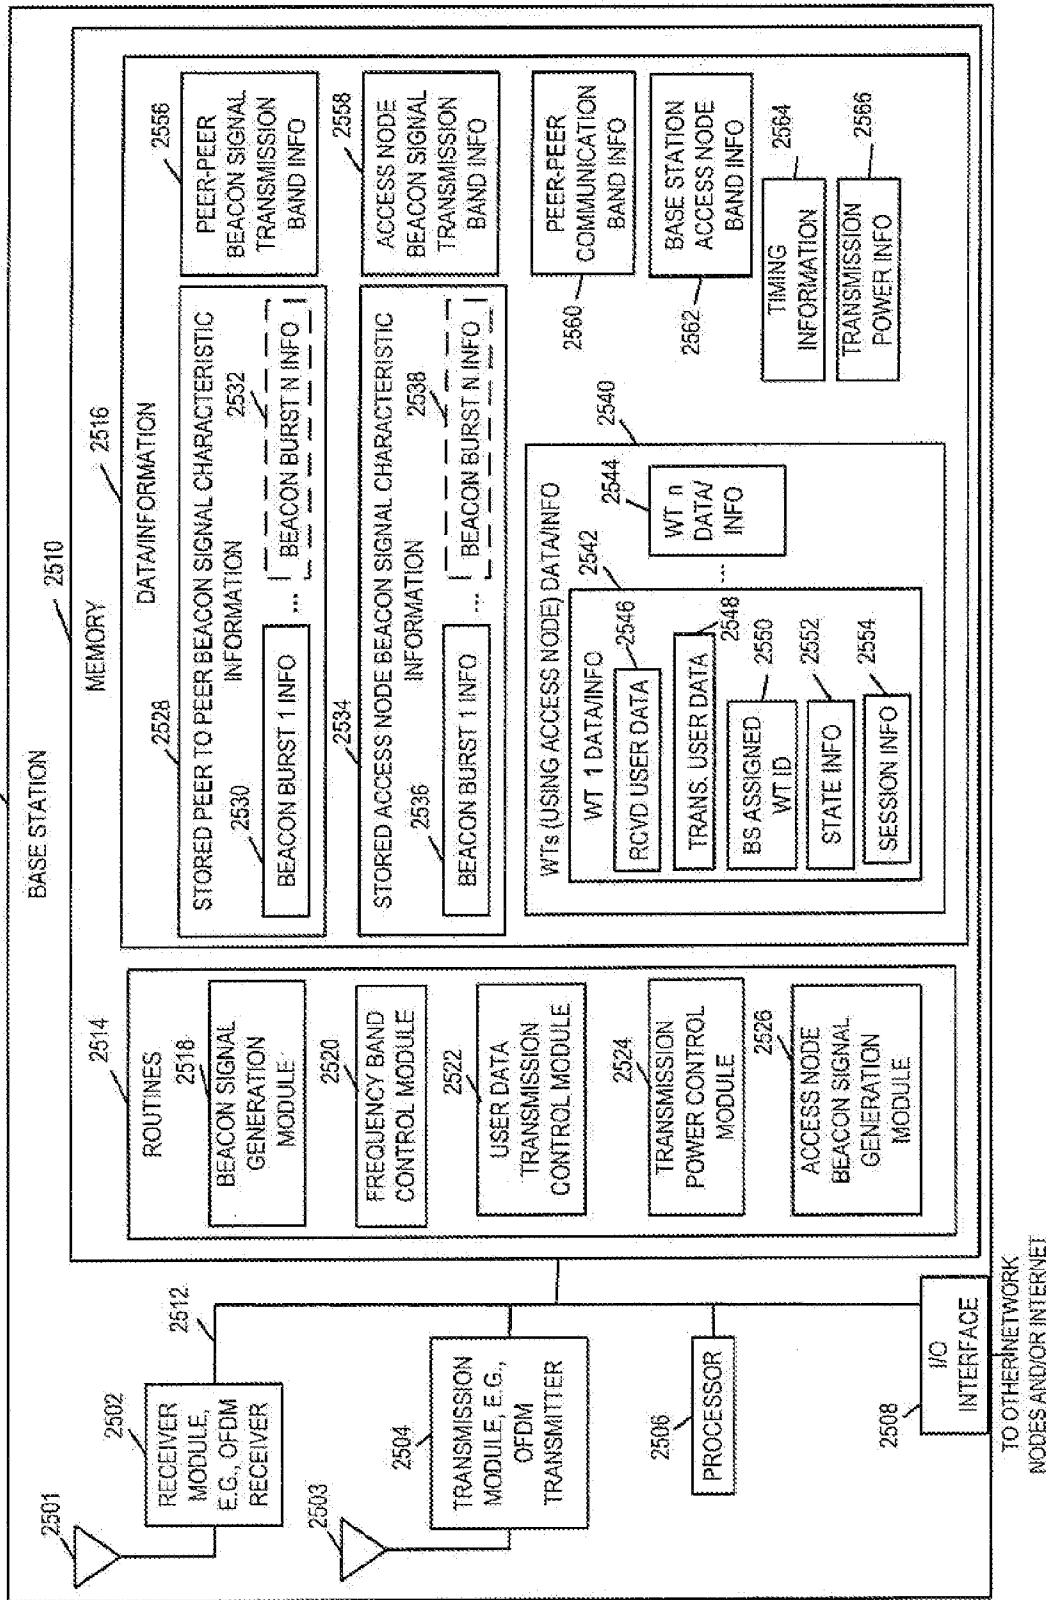 BASE STATION
2501
2502
RECEIVER
MODULE,
E.G., OFDM
RECEIVER
2512
2503
2504
TRANSMISSION
MODULE, E.G.,
OFDM
TRANSMITTER
2506
PROCESSOR
2508
I/O
INTERFACE
TO OTHER NETWORK
NODES AND/OR INTERNET
2510
MEMORY
2514
ROUTINES
2518
BEACON SIGNAL
GENERATION
MODULE
2520
FREQUENCY BAND
CONTROL MODULE
2522
USER DATA
TRANSMISSION
CONTROL MODULE
2524
TRANSMISSION
POWER CONTROL
MODULE
2526
ACCESS NODE
BEACON SIGNAL
GENERATION
MODULE
2516
DATA/INFORMATION
2528
STORED PEER TO PEER BEACON SIGNAL CHARACTERISTIC
INFORMATION
2530
2532
BEACON BURST 1 INFO
...
BEACON BURST N INFO
2534
STORED ACCESS NODE BEACON SIGNAL CHARACTERISTIC
INFORMATION
2536
2538
BEACON BURST 1 INFO
...
BEACON BURST N INFO
2540
WTs (USING ACCESS NODE) DATA/INFO
2542
2544
WT 1 DATA/INFO
2546
RCVD USER DATA
2548
TRANS. USER DATA
2550
BS ASSIGNED
WT ID
2552
STATE INFO
2554
SESSION INFO
...
WT n
DATA/
INFO
2556
PEER-PEER
BEACON SIGNAL
TRANSMISSION
BAND INFO
2558
ACCESS NODE
BEACON SIGNAL
TRANSMISSION
BAND INFO
2560
PEER-PEER
COMMUNICATION
BAND INFO
2562
BASE STATION
ACCESS NODE
BAND INFO
2564
TIMING
INFORMATION
2566
TRANSMISSION
POWER INFO